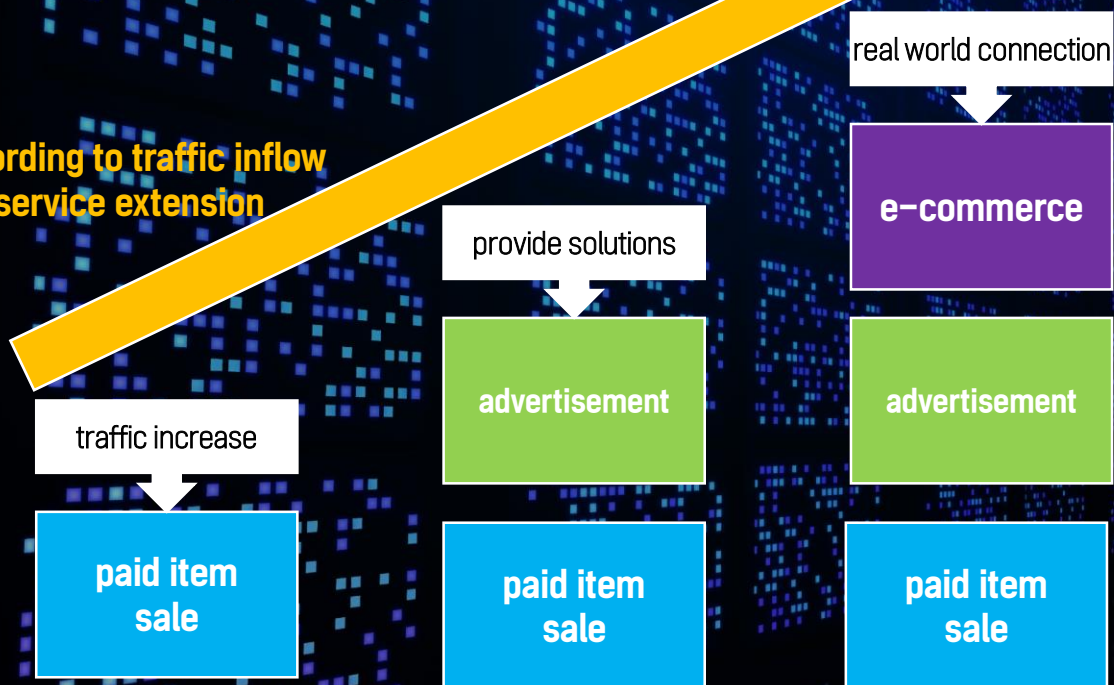 real world connection
ording to traffic inflow
service extension
e-commerce
provide solutions
advertisement
advertisement
traffic increase
paid item
sale
paid item
sale
paid item
sale